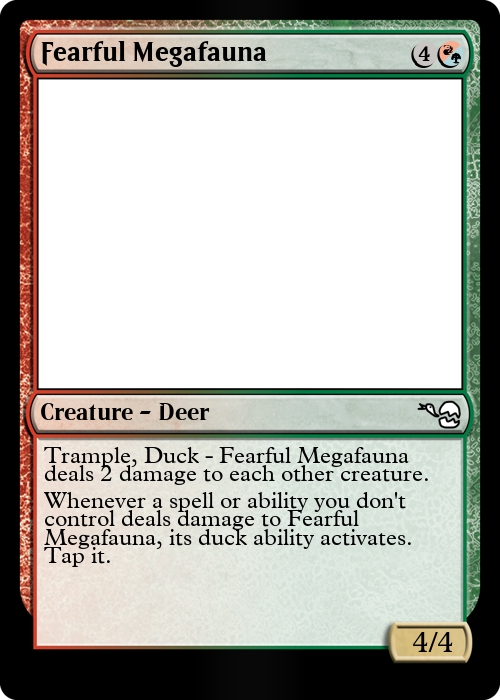 Fearful Megafauna
4
Creature - Deer
Trample, Duck - Fearful Megafauna
deals 2 damage to each other creature.
Whenever a spell or ability you don't
control deals damage to Fearful
Megafauna, its duck ability activates.
Tap it.
4/4